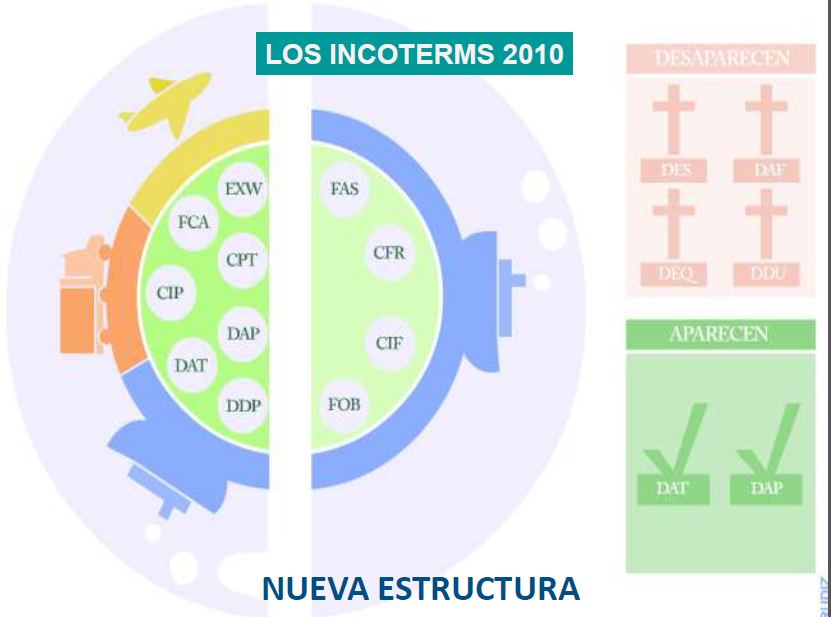 LOS INCOTERMS 2010
EXW
FCA
CPT
CIP
DAP
DAT
DDP
FAS
CFR
CIF
FOB
DESAPARECEN
DES
DAF
DEQ
DDU
APARECEN
DAT
DAP
NUEVA ESTRUCTURA